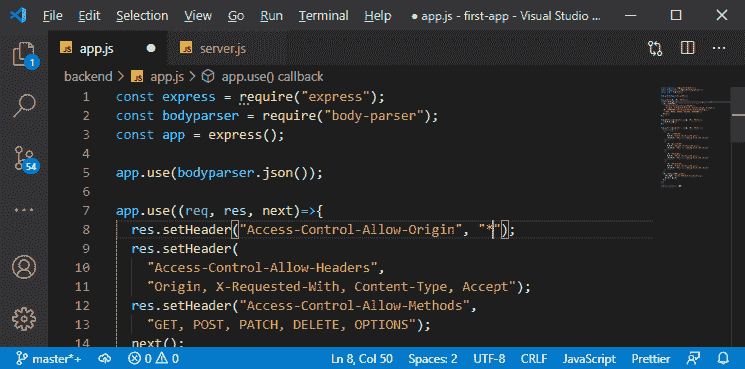 File Edit Selection View Go Run Terminal Help ● app.js - first-app - Visual Studio ...
JS app.js ● JS server.js
backend > JS app.js > app.use() callback
1 const express = require("express");
2 const bodyparser = require("body-parser");
3 const app = express();
4
5 app.use(bodyparser.json());
6
7 app.use((req, res, next)=>{
8 res.setHeader("Access-Control-Allow-Origin", "*");
9 res.setHeader(
10 "Access-Control-Allow-Headers",
11 "Origin, X-Requested-With, Content-Type, Accept");
12 res.setHeader("Access-Control-Allow-Methods",
13 "GET, POST, PATCH, DELETE, OPTIONS");
14 next();
1
54
master*+ 0 0 Ln 8, Col 50 Spaces: 2 UTF-8 CRLF JavaScript Prettier